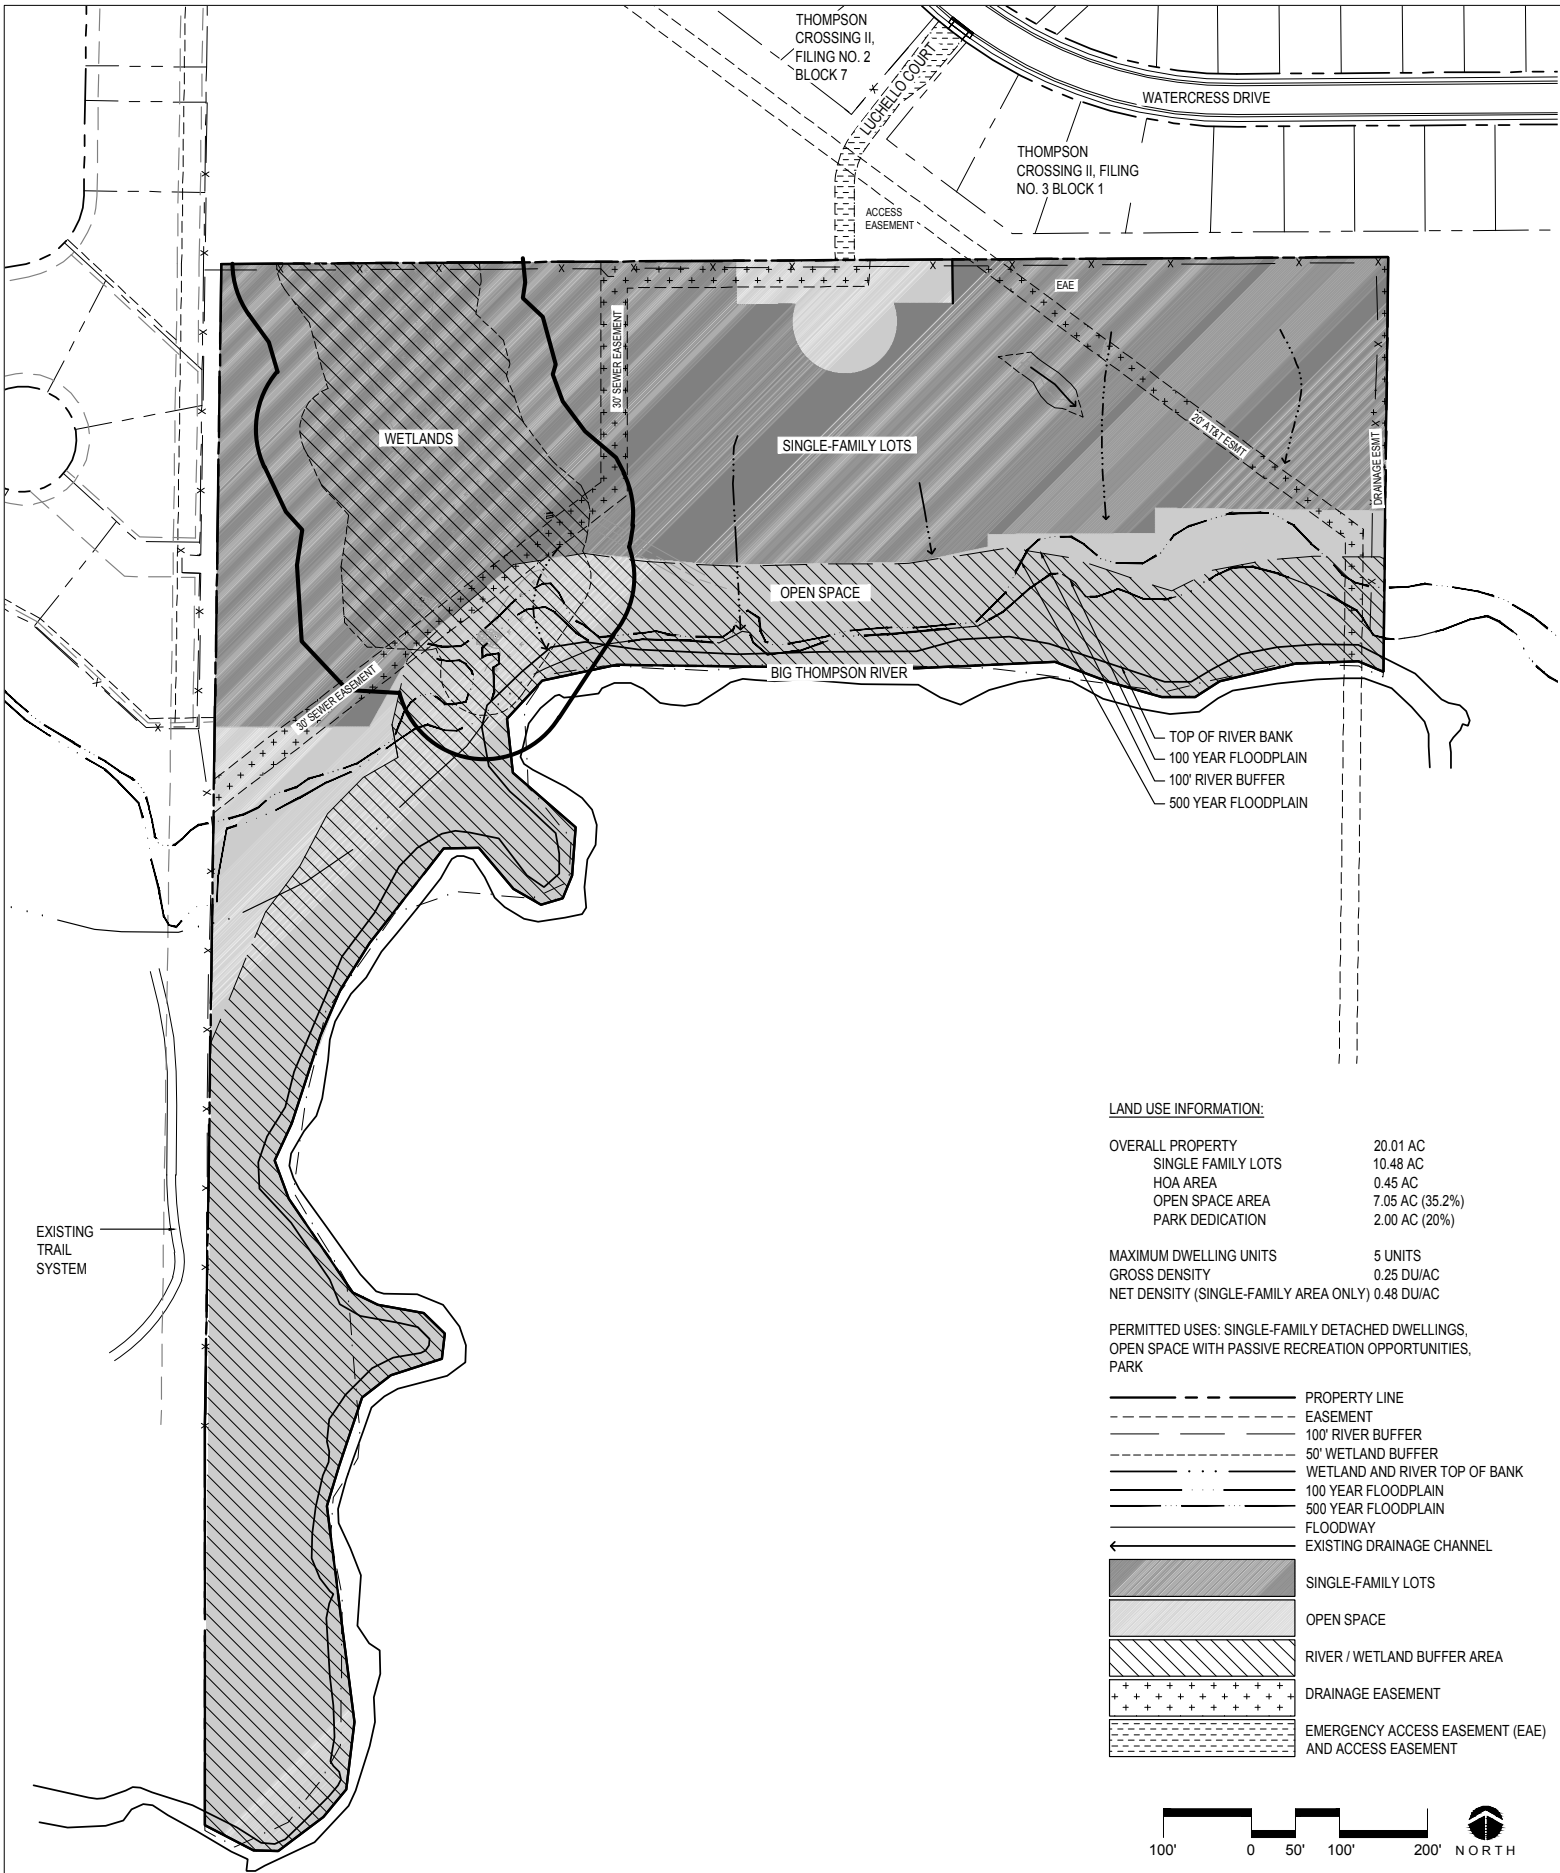 THOMPSON
CROSSING II,
FILING NO. 2
BLOCK 7
LUCHELLO COURT
WATERCRESS DRIVE
THOMPSON
CROSSING II, FILING
NO. 3 BLOCK 1
ACCESS
EASEMENT
EAE
30' SEWER EASEMENT
WETLANDS
SINGLE-FAMILY LOTS
20' AT&T ESMT
DRAINAGE ESMT
OPEN SPACE
30' SEWER EASEMENT
BIG THOMPSON RIVER
TOP OF RIVER BANK
100 YEAR FLOODPLAIN
100' RIVER BUFFER
500 YEAR FLOODPLAIN
EXISTING
TRAIL
SYSTEM
LAND USE INFORMATION:
OVERALL PROPERTY 20.01 AC
SINGLE FAMILY LOTS 10.48 AC
HOA AREA 0.45 AC
OPEN SPACE AREA 7.05 AC (35.2%)
PARK DEDICATION 2.00 AC (20%)
MAXIMUM DWELLING UNITS 5 UNITS
GROSS DENSITY 0.25 DU/AC
NET DENSITY (SINGLE-FAMILY AREA ONLY) 0.48 DU/AC
PERMITTED USES: SINGLE-FAMILY DETACHED DWELLINGS,
OPEN SPACE WITH PASSIVE RECREATION OPPORTUNITIES,
PARK
PROPERTY LINE
EASEMENT
100' RIVER BUFFER
50' WETLAND BUFFER
WETLAND AND RIVER TOP OF BANK
100 YEAR FLOODPLAIN
500 YEAR FLOODPLAIN
FLOODWAY
EXISTING DRAINAGE CHANNEL
SINGLE-FAMILY LOTS
OPEN SPACE
RIVER / WETLAND BUFFER AREA
DRAINAGE EASEMENT
EMERGENCY ACCESS EASEMENT (EAE)
AND ACCESS EASEMENT
100' 0 50' 100' 200' NORTH